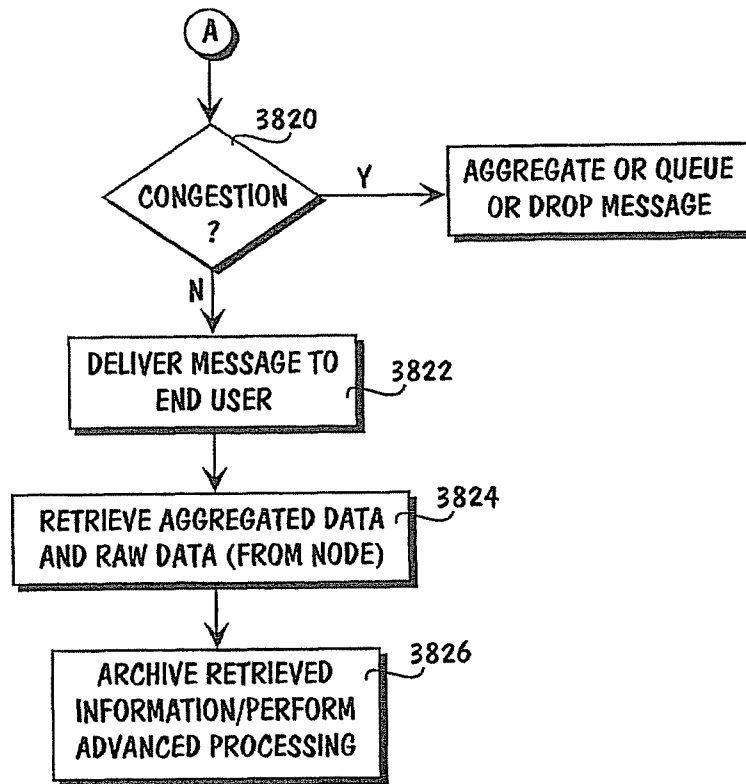 A
3820
CONGESTION
?
Y
AGGREGATE OR QUEUE
OR DROP MESSAGE
N
DELIVER MESSAGE TO
END USER
3822
RETRIEVE AGGREGATED DATA
AND RAW DATA (FROM NODE)
3824
ARCHIVE RETRIEVED
INFORMATION/PERFORM
ADVANCED PROCESSING
3826